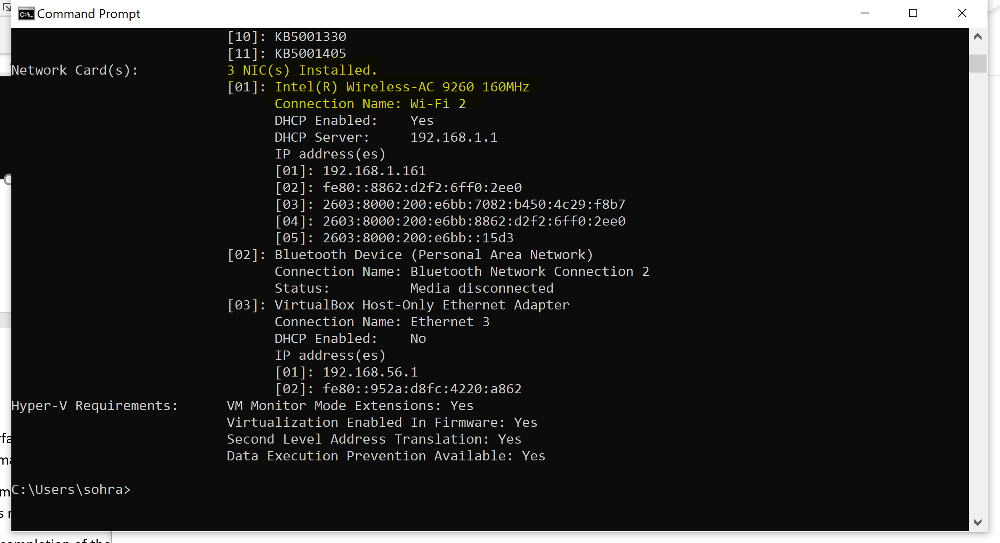 Command Prompt
[10]: KB5001330
[11]: KB5001405
Network Card(s): 3 NIC(s) Installed.
[01]: Intel(R) Wireless-AC 9260 160MHz
Connection Name: Wi-Fi 2
DHCP Enabled: Yes
DHCP Server: 192.168.1.1
IP address(es)
[01]: 192.168.1.161
[02]: fe80::8862:d2f2:6ff0:2ee0
[03]: 2603:8000:200:e6bb:7082:b450:4c29:f8b7
[04]: 2603:8000:200:e6bb:8862:d2f2:6ff0:2ee0
[05]: 2603:8000:200:e6bb::15d3
[02]: Bluetooth Device (Personal Area Network)
Connection Name: Bluetooth Network Connection 2
Status: Media disconnected
[03]: VirtualBox Host-Only Ethernet Adapter
Connection Name: Ethernet 3
DHCP Enabled: No
IP address(es)
[01]: 192.168.56.1
[02]: fe80::952a:d8fc:4220:a862
Hyper-V Requirements: VM Monitor Mode Extensions: Yes
Virtualization Enabled In Firmware: Yes
Second Level Address Translation: Yes
Data Execution Prevention Available: Yes
C:\Users\sohra>
completion of the